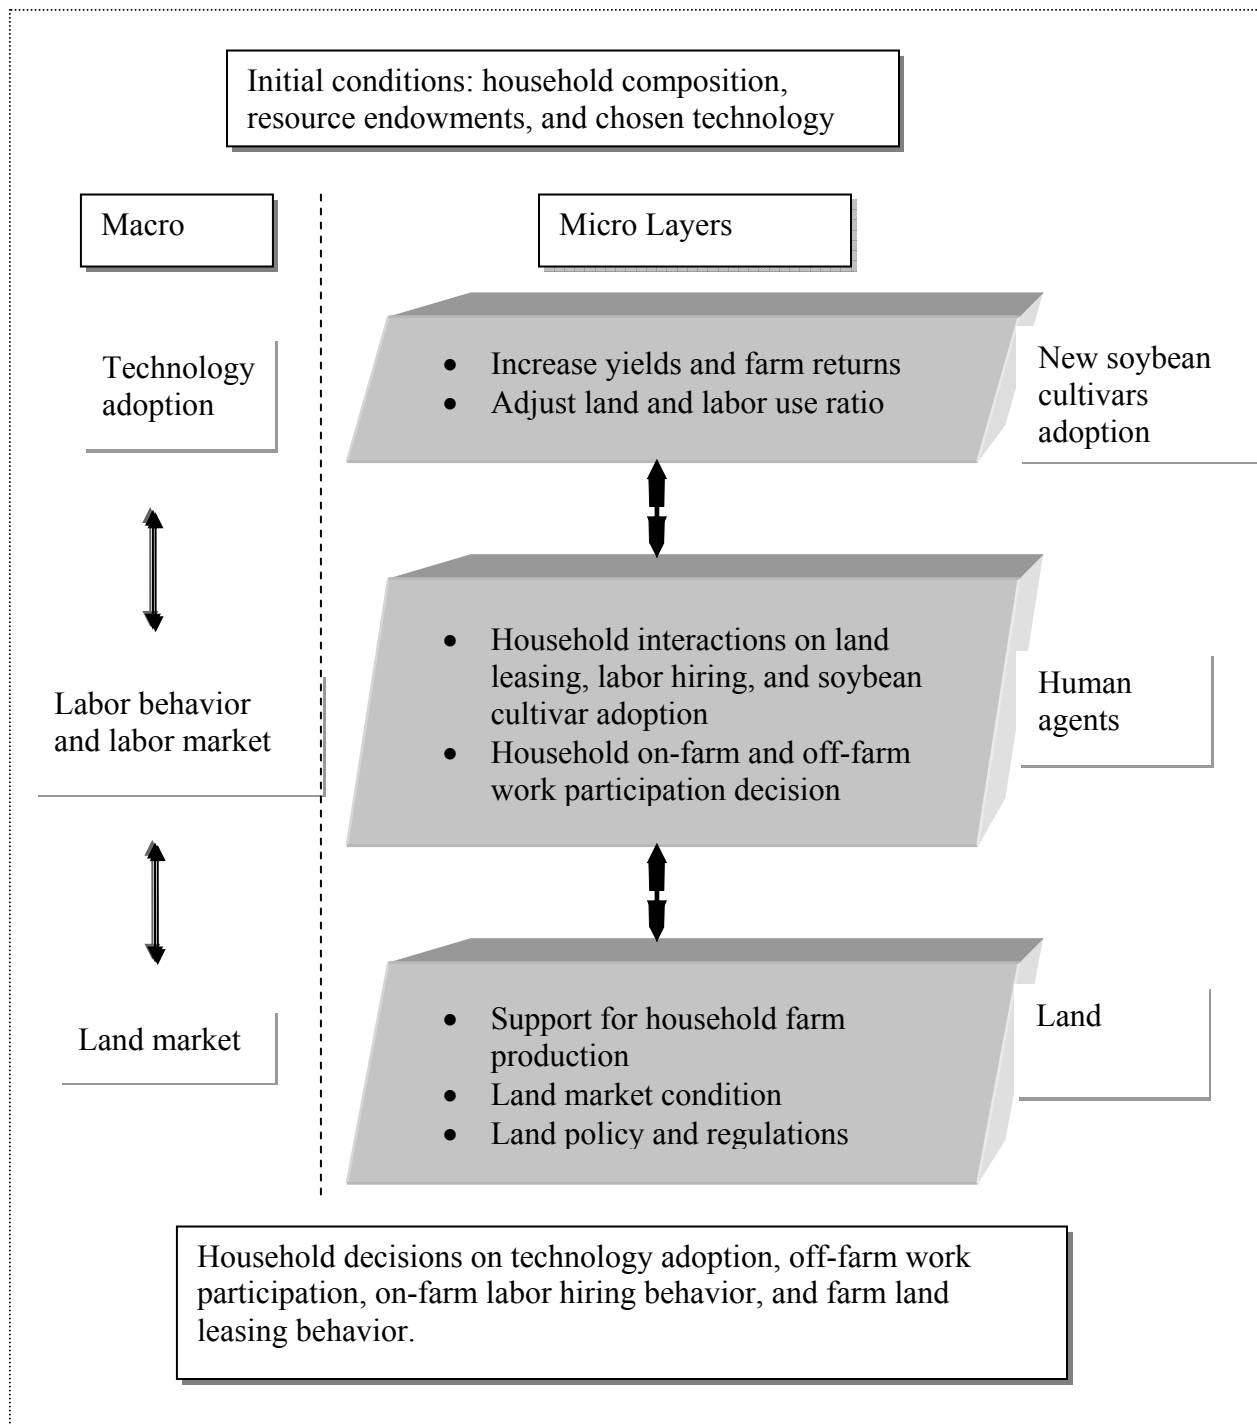 Initial conditions: household composition,
resource endowments, and chosen technology
Macro
Micro Layers
Technology
adoption
• Increase yields and farm returns
• Adjust land and labor use ratio
New soybean
cultivars
adoption
Labor behavior
and labor market
• Household interactions on land
leasing, labor hiring, and soybean
cultivar adoption
• Household on-farm and off-farm
work participation decision
Human
agents
Land market
• Support for household farm
production
• Land market condition
• Land policy and regulations
Land
Household decisions on technology adoption, off-farm work
participation, on-farm labor hiring behavior, and farm land
leasing behavior.